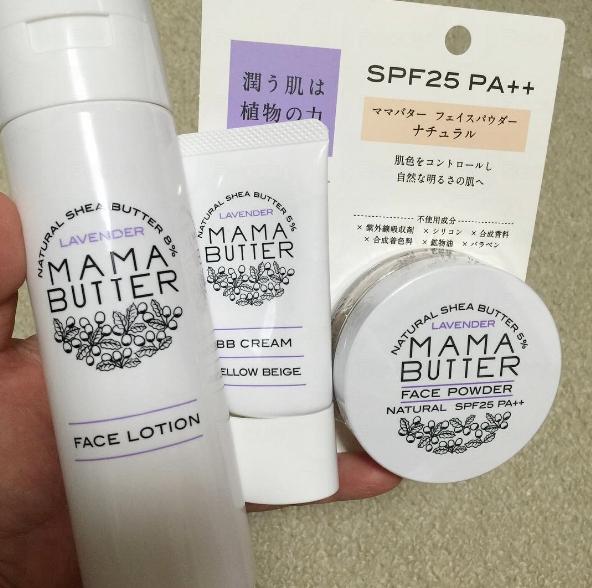 NATURAL SHEA BUTTER 8%
LAVENDER
MAMA
BUTTER
FACE LOTION
NATURAL SHEA BUTTER 5%
LAVENDER
MAMA
BUTTER
BB CREAM
YELLOW BEIGE
潤う肌は
植物の力
SPF25 PA++
ママバター フェイスパウダー
ナチュラル
肌色をコントロールし
自然な明るさの肌へ
不使用成分
× 紫外線吸収剤 × シリコン × 合成香料
× 合成着色料 × 鉱物油 × パラベン
NATURAL SHEA BUTTER 5%
LAVENDER
MAMA
BUTTER
FACE POWDER
NATURAL SPF25 PA++